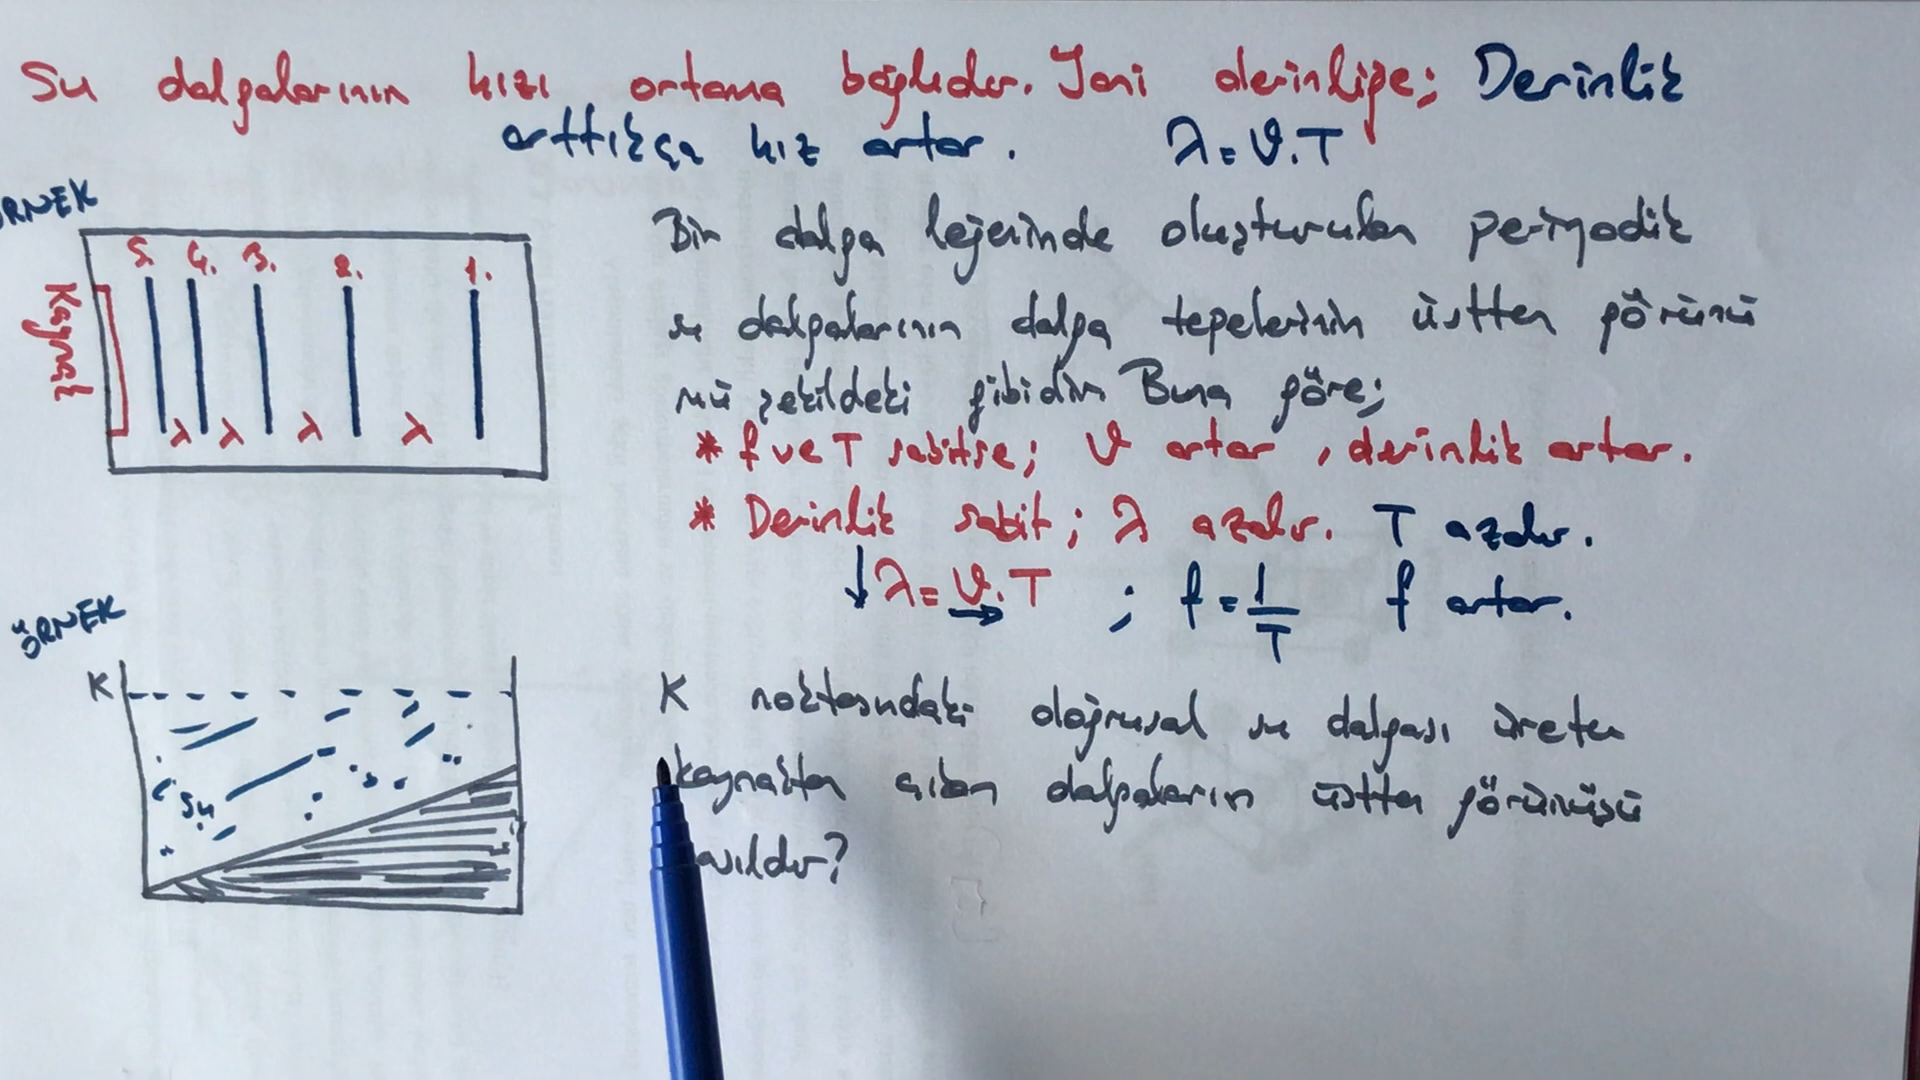 Su dalgalarının hızı ortama bağlıdır. Yani derinliğe; Derinlik
arttıkça hız artar. λ = ϑ.T
ÖRNEK
5. 4. 3. 2. 1.
Kaynak
λ λ λ λ
Bir dalga leğeninde oluşturulan periyodik
su dalgalarının dalga tepelerinin üstten görünü
mü şekildeki gibidir. Buna göre;
* f ve T sabitse; ϑ artar, derinlik artar.
* Derinlik sabit; λ azalır. T azalır.
↓λ = ϑ.T ; f = 1/T f artar.
ÖRNEK
K
Su
K noktasındaki doğrusal su dalgası üreten
kaynaktan çıkan dalgaların üstten görünüşü
nasıldır?